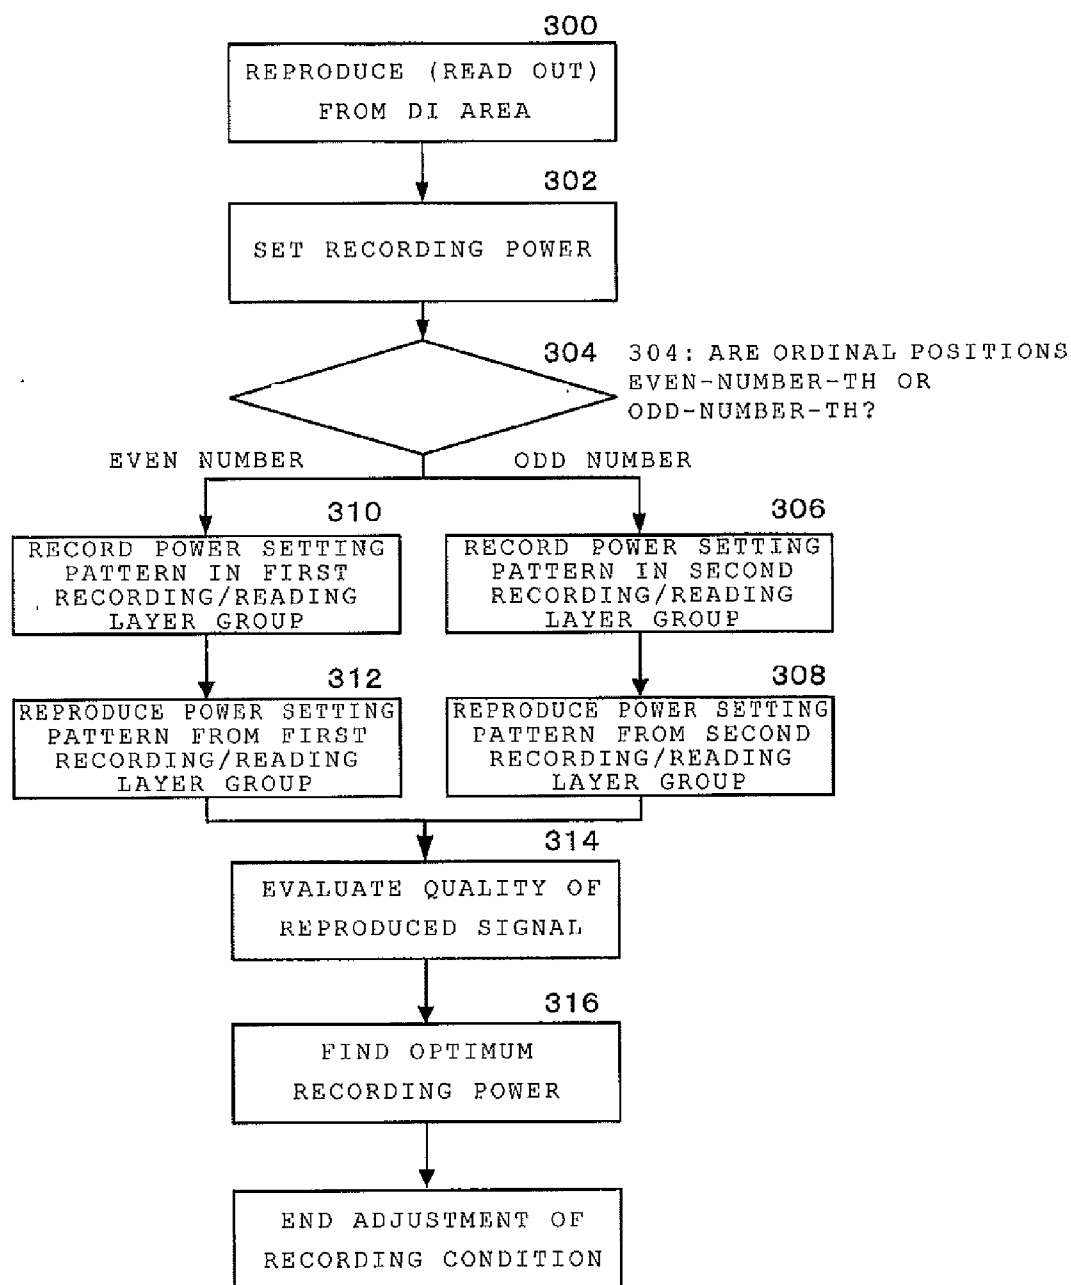 300
REPRODUCE (READ OUT)
FROM DI AREA
302
SET RECORDING POWER
304
304: ARE ORDINAL POSITIONS
EVEN-NUMBER-TH OR
ODD-NUMBER-TH?
EVEN NUMBER
ODD NUMBER
310
RECORD POWER SETTING
PATTERN IN FIRST
RECORDING/READING
LAYER GROUP
306
RECORD POWER SETTING
PATTERN IN SECOND
RECORDING/READING
LAYER GROUP
312
REPRODUCE POWER SETTING
PATTERN FROM FIRST
RECORDING/READING
LAYER GROUP
308
REPRODUCE POWER SETTING
PATTERN FROM SECOND
RECORDING/READING
LAYER GROUP
314
EVALUATE QUALITY OF
REPRODUCED SIGNAL
316
FIND OPTIMUM
RECORDING POWER
END ADJUSTMENT OF
RECORDING CONDITION